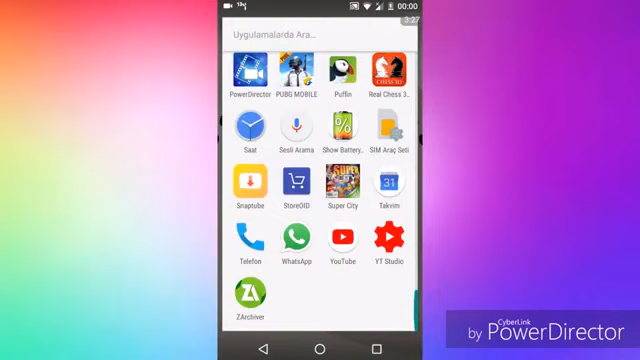 00:00
3:27
Uygulamalarda Ara...
PowerDirector PUBG MOBILE Puffin Real Chess 3..
Saat Sesli Arama Show Battery.. SIM Araç Seti
Snaptube StoreOID Super City Takvim
Telefon WhatsApp YouTube YT Studio
ZArchiver
CyberLink
by PowerDirector